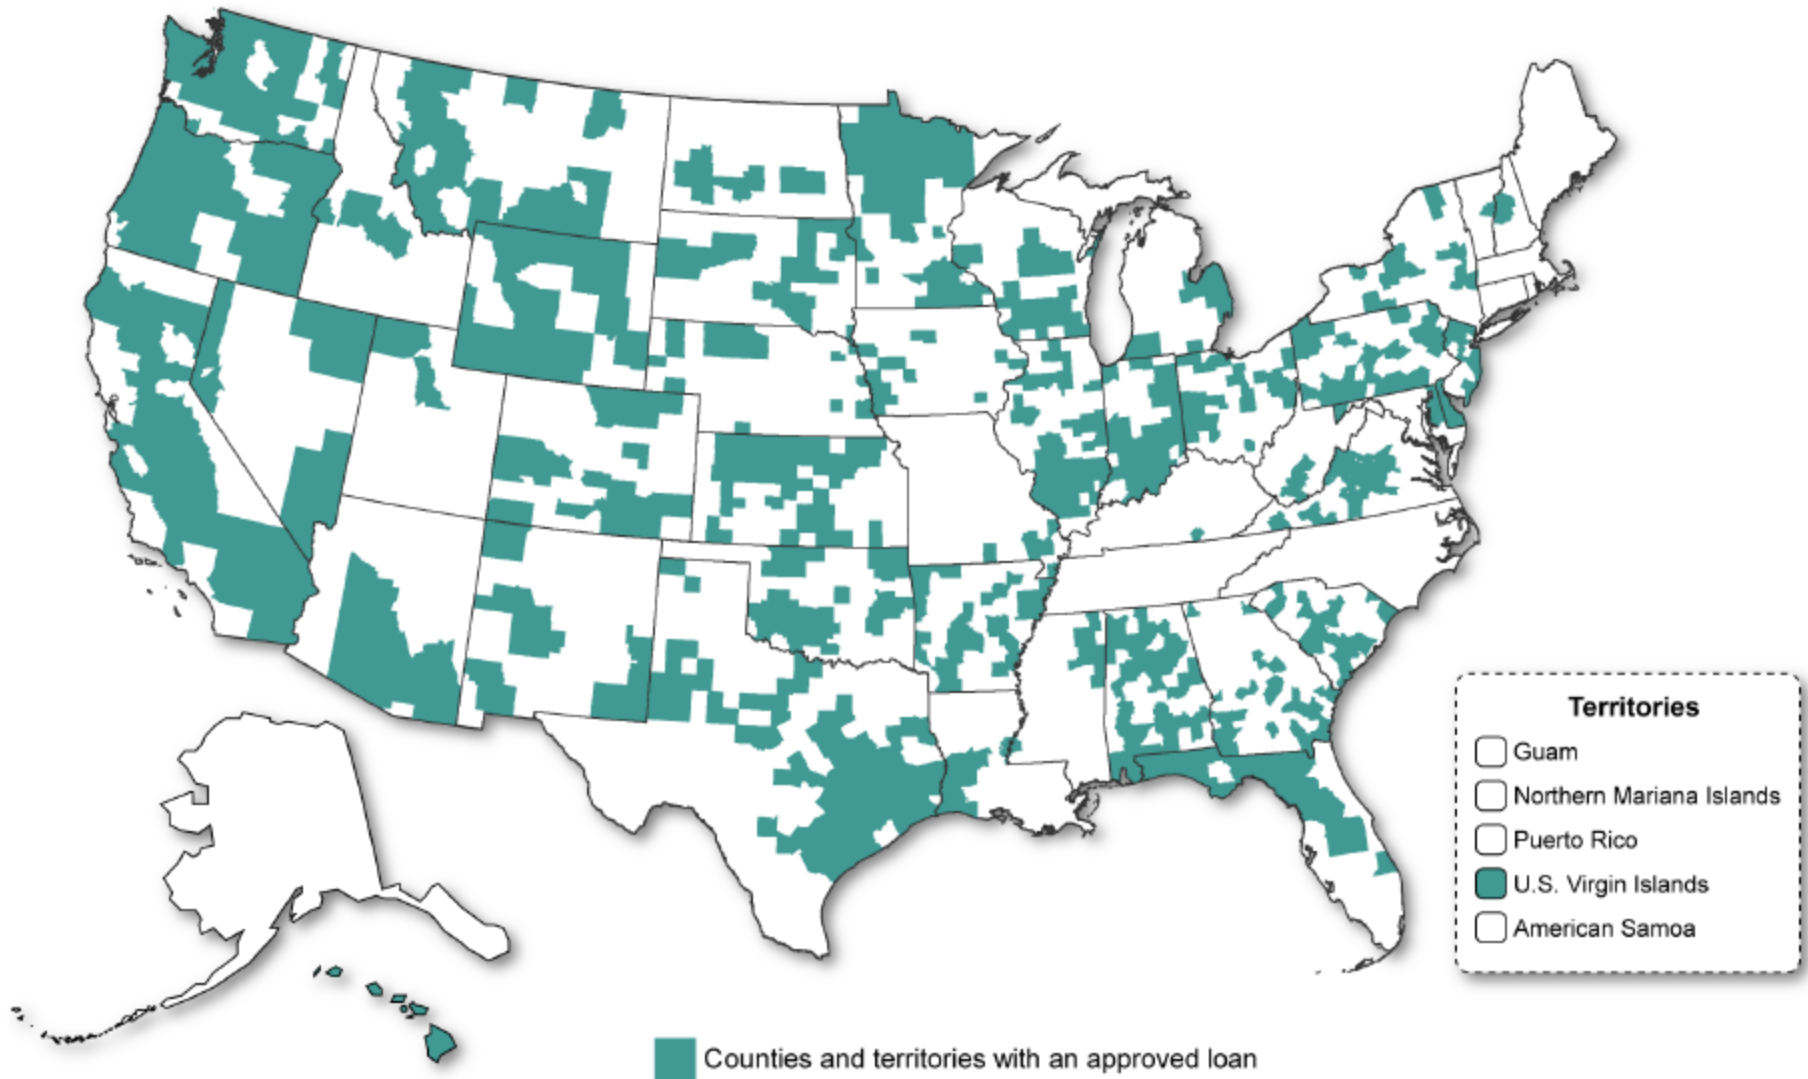 Territories
Guam
Northern Mariana Islands
Puerto Rico
U.S. Virgin Islands
American Samoa
Counties and territories with an approved loan